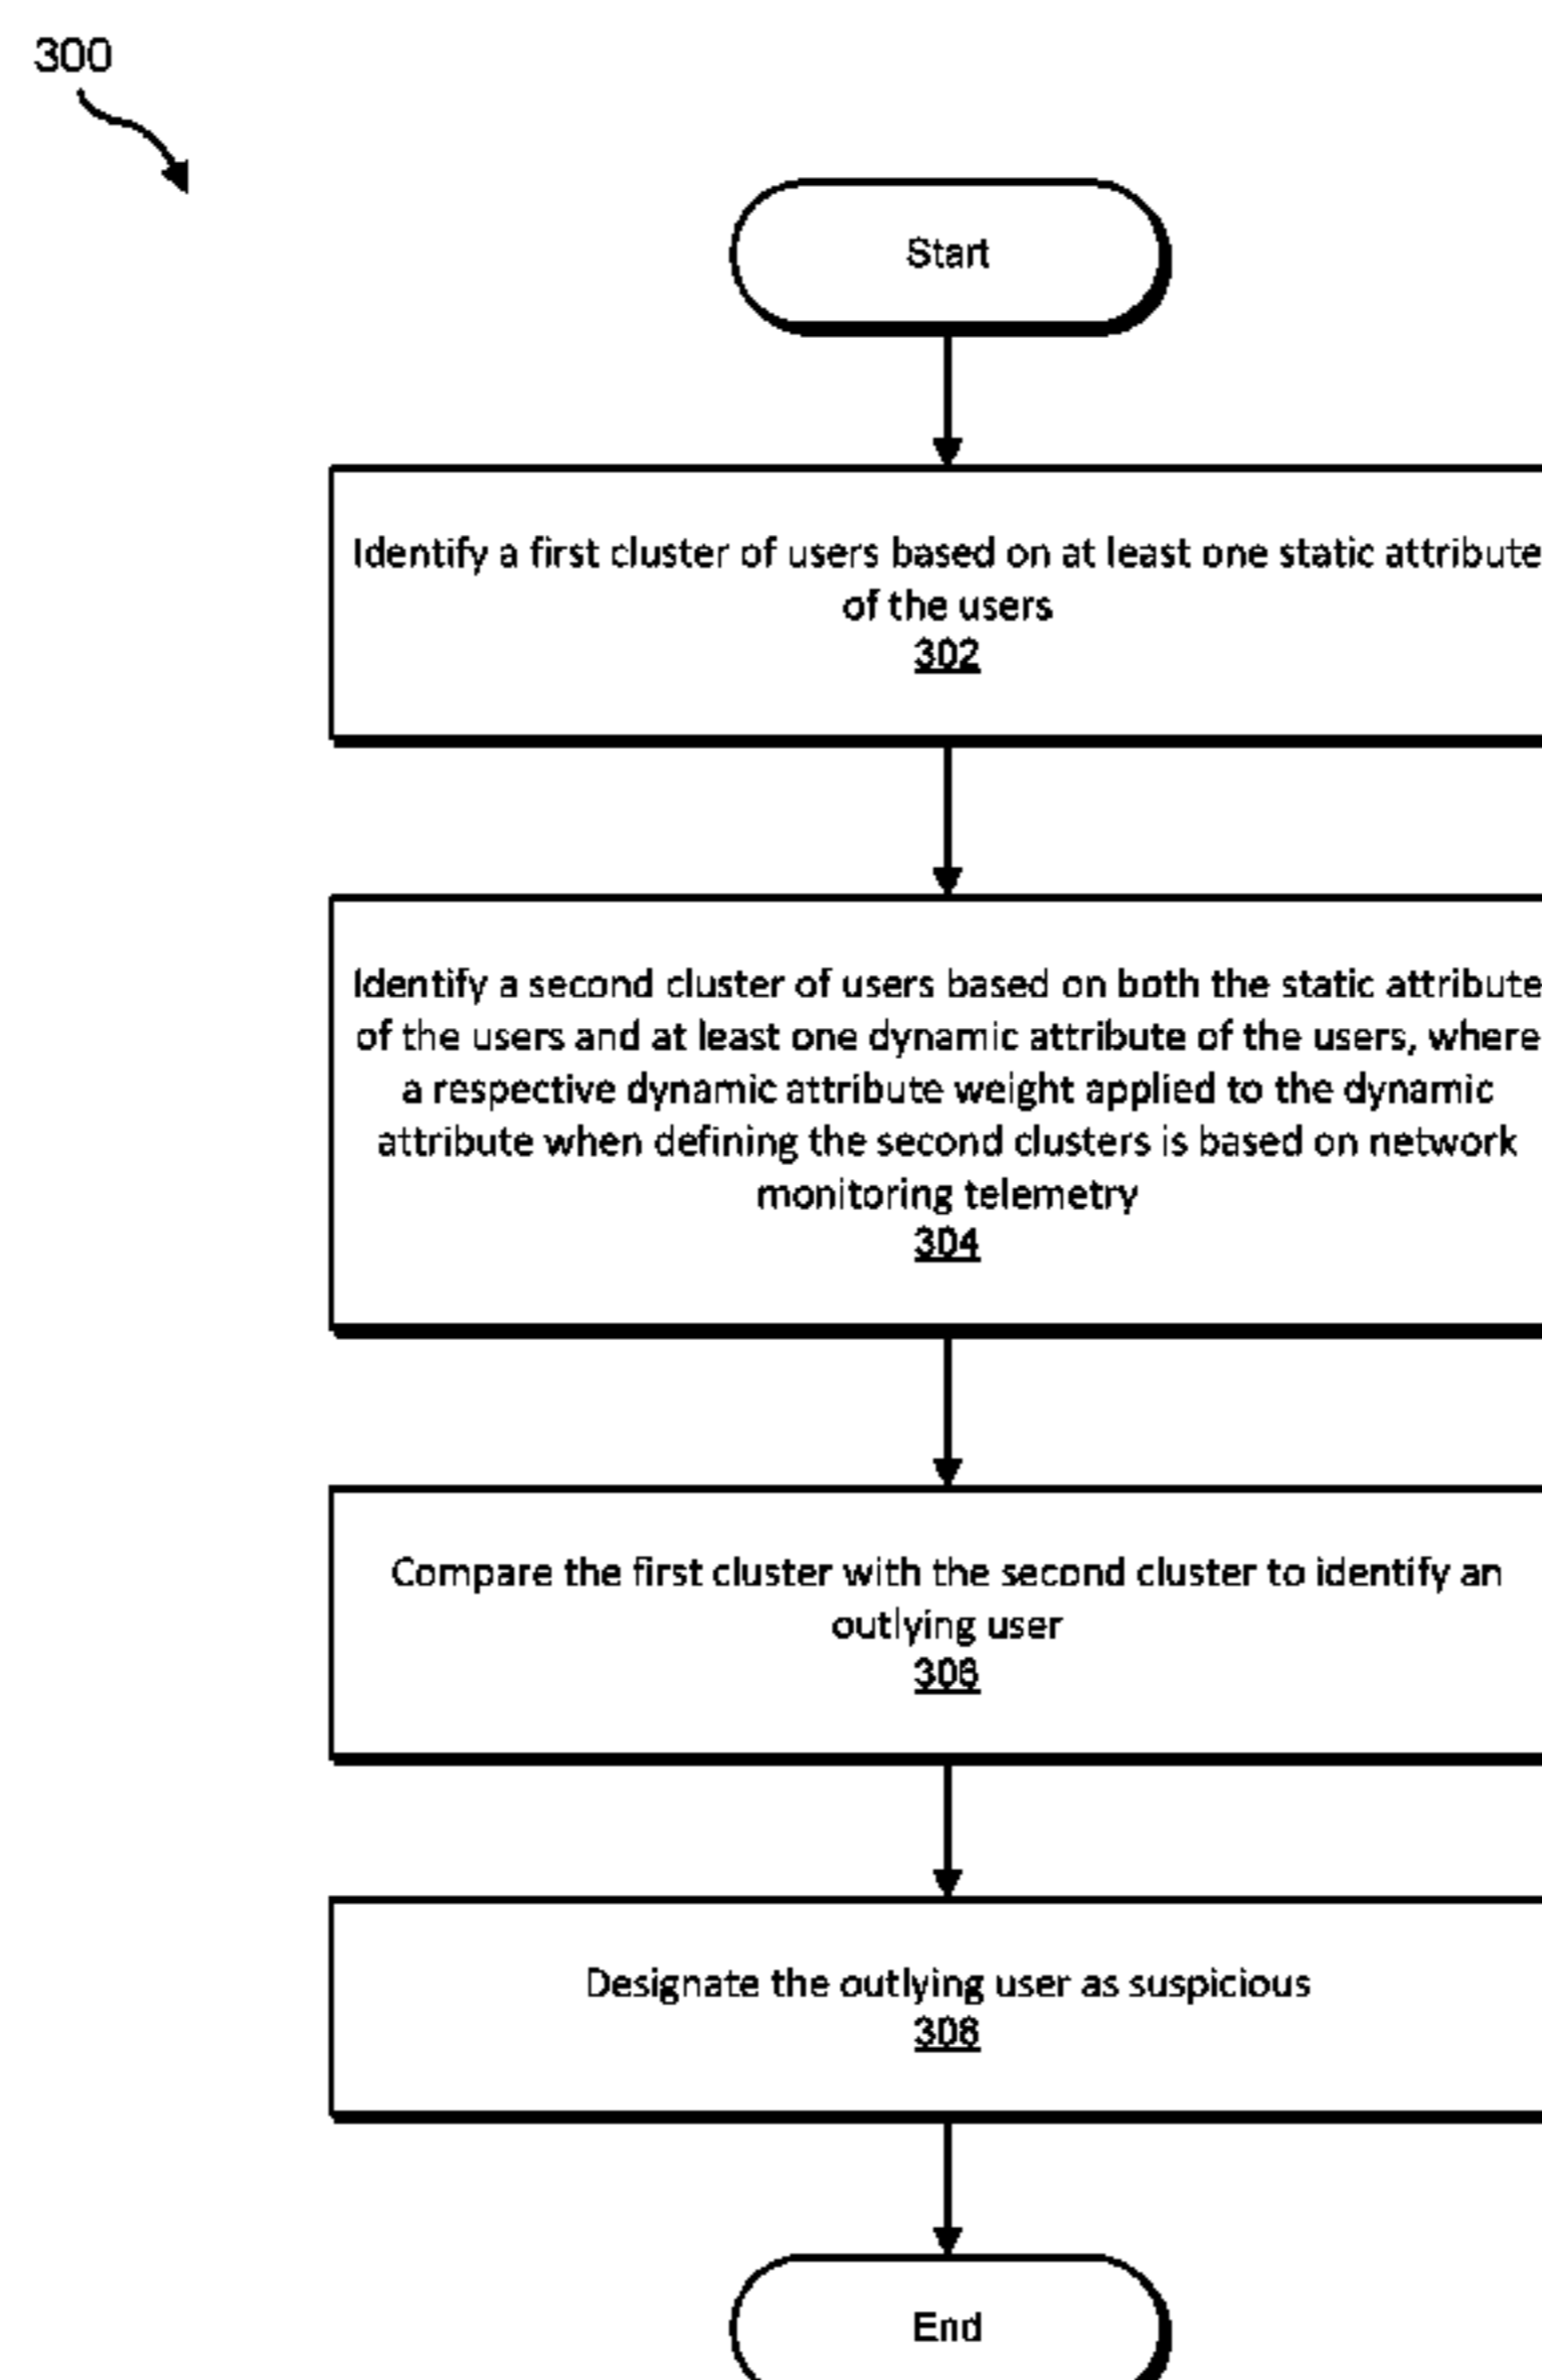 300
Start
Identify a first cluster of users based on at least one static attribute
of the users
302
Identify a second cluster of users based on both the static attribute
of the users and at least one dynamic attribute of the users, where
a respective dynamic attribute weight applied to the dynamic
attribute when defining the second clusters is based on network
monitoring telemetry
304
Compare the first cluster with the second cluster to identify an
outlying user
306
Designate the outlying user as suspicious
308
End